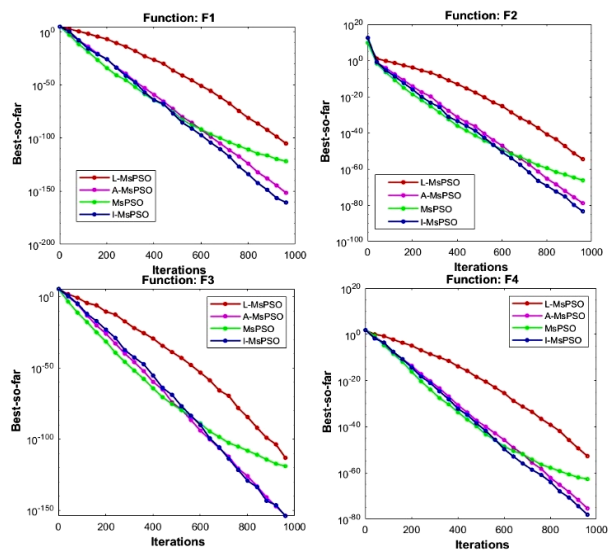 Function: F1
Best-so-far
10^0
10^-50
10^-100
10^-150
10^-200
L-MsPSO
A-MsPSO
MsPSO
I-MsPSO
0 200 400 600 800 1000
Iterations
Function: F2
Best-so-far
10^20
10^0
10^-20
10^-40
10^-60
10^-80
10^-100
L-MsPSO
A-MsPSO
MsPSO
I-MsPSO
0 200 400 600 800 1000
Iterations
Function: F3
Best-so-far
10^0
10^-50
10^-100
10^-150
L-MsPSO
A-MsPSO
MsPSO
I-MsPSO
0 200 400 600 800 1000
Iterations
Function: F4
Best-so-far
10^20
10^0
10^-20
10^-40
10^-60
10^-80
L-MsPSO
A-MsPSO
MsPSO
I-MsPSO
0 200 400 600 800 1000
Iterations